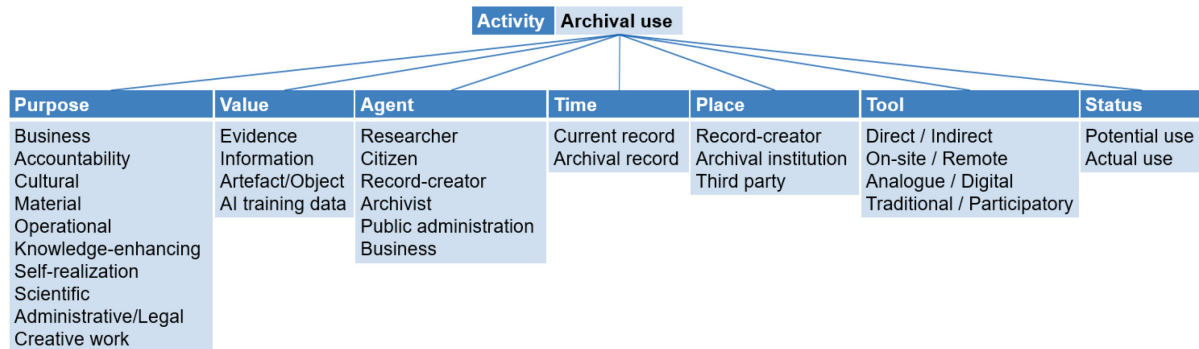 Activity Archival use
Purpose
Business
Accountability
Cultural
Material
Operational
Knowledge-enhancing
Self-realization
Scientific
Administrative/Legal
Creative work
Value
Evidence
Information
Artefact/Object
AI training data
Agent
Researcher
Citizen
Record-creator
Archivist
Public administration
Business
Time
Current record
Archival record
Place
Record-creator
Archival institution
Third party
Tool
Direct / Indirect
On-site / Remote
Analogue / Digital
Traditional / Participatory
Status
Potential use
Actual use